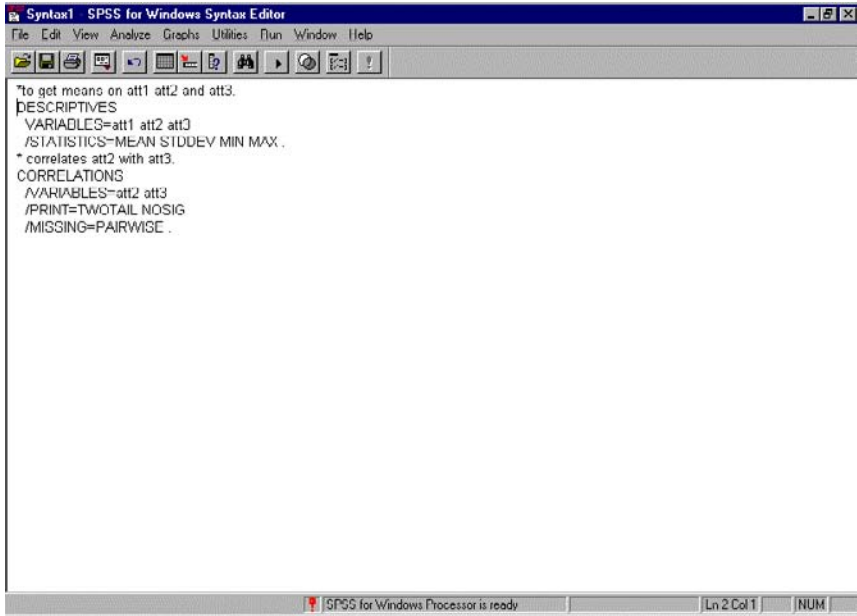 Syntax1 - SPSS for Windows Syntax Editor
File Edit View Analyze Graphs Utilities Run Window Help
*to get means on att1 att2 and att3.
DESCRIPTIVES
VARIABLES=att1 att2 att3
/STATISTICS=MEAN STDDEV MIN MAX .
* correlates att2 with att3.
CORRELATIONS
/VARIABLES=att2 att3
/PRINT=TWOTAIL NOSIG
/MISSING=PAIRWISE .
SPSS for Windows Processor is ready
Ln 2 Col 1
NUM